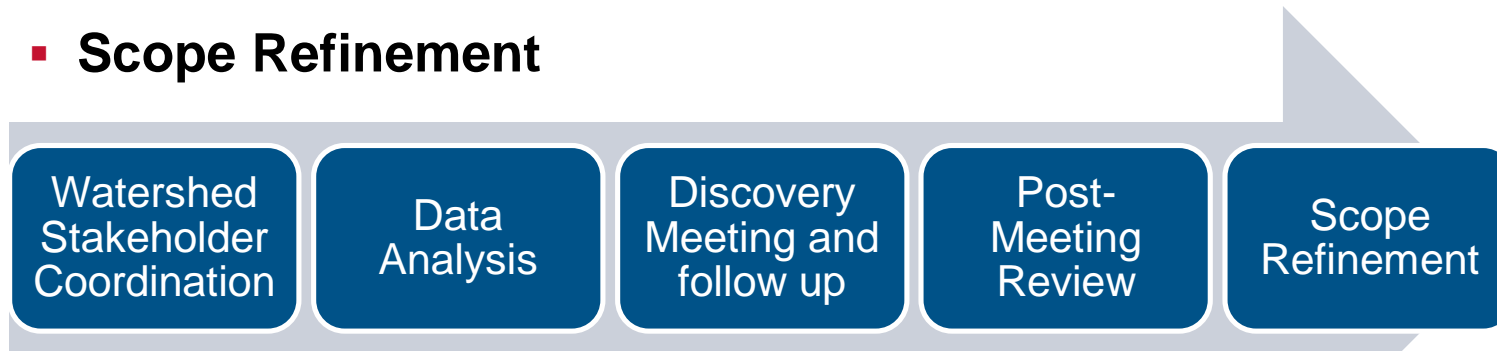 ▪ Scope Refinement
Watershed
Stakeholder
Coordination
Data
Analysis
Discovery
Meeting and
follow up
Post-
Meeting
Review
Scope
Refinement